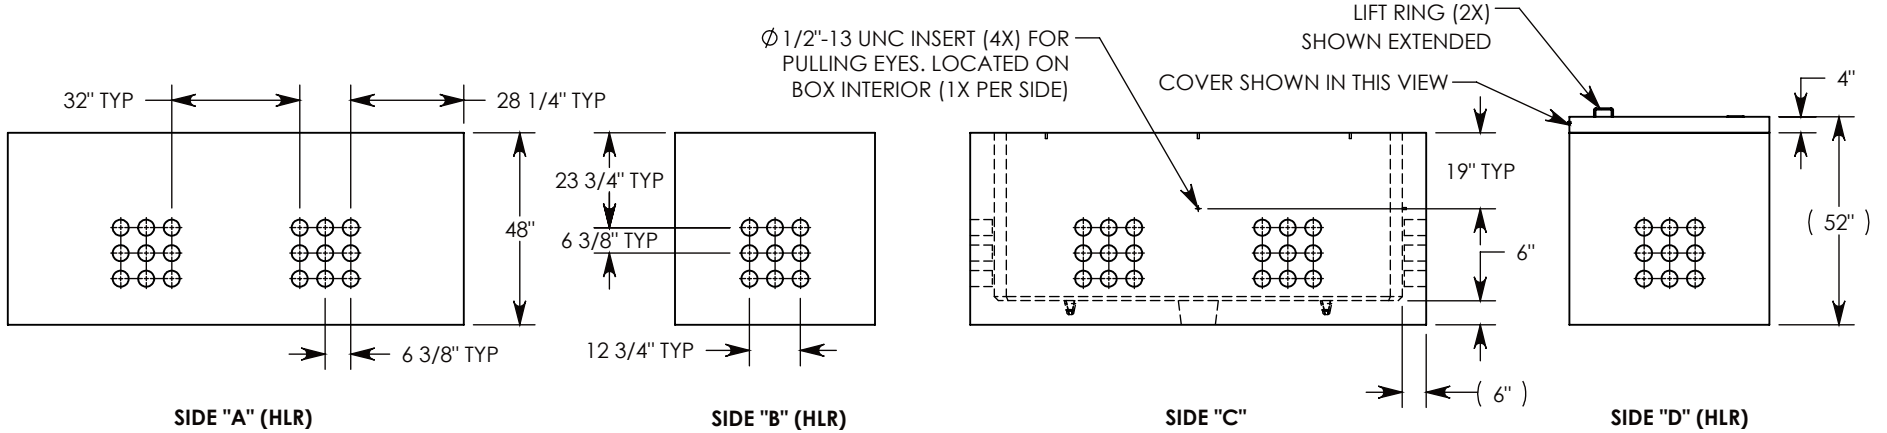 LIFT RING (2X)
SHOWN EXTENDED
Ø 1/2"-13 UNC INSERT (4X) FOR
PULLING EYES. LOCATED ON
BOX INTERIOR (1X PER SIDE)
COVER SHOWN IN THIS VIEW
4"
32" TYP
28 1/4" TYP
23 3/4" TYP
19" TYP
48"
6 3/8" TYP
( 52" )
6"
6 3/8" TYP
12 3/4" TYP
( 6" )
SIDE "A" (HLR)
SIDE "B" (HLR)
SIDE "C"
SIDE "D" (HLR)